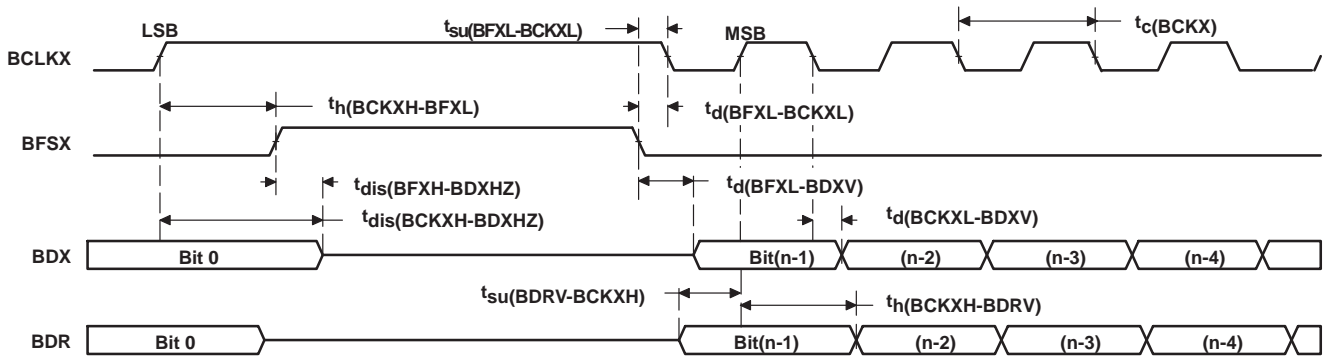 LSB
tsu(BFXL-BCKXL)
MSB
tc(BCKX)
BCLKX
th(BCKXH-BFXL)
td(BFXL-BCKXL)
BFSX
tdis(BFXH-BDXHZ)
td(BFXL-BDXV)
tdis(BCKXH-BDXHZ)
td(BCKXL-BDXV)
BDX
Bit 0
Bit(n-1)
(n-2)
(n-3)
(n-4)
tsu(BDRV-BCKXH)
th(BCKXH-BDRV)
BDR
Bit 0
Bit(n-1)
(n-2)
(n-3)
(n-4)